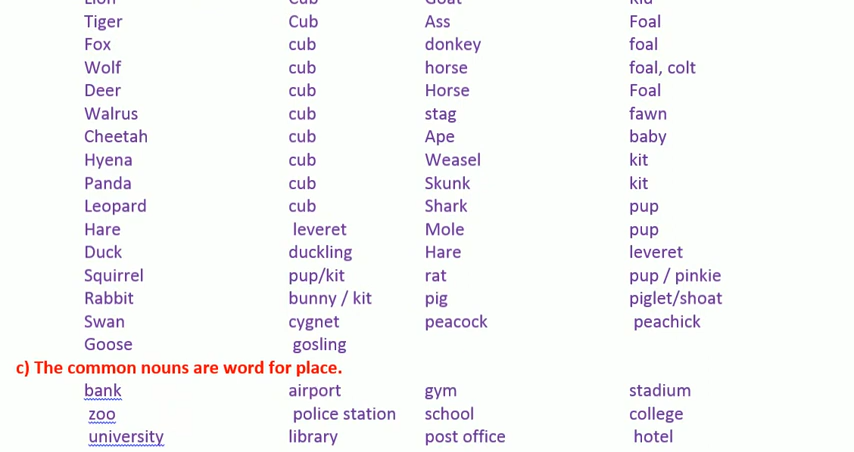 Lion Cub Goat Kid
Tiger Cub Ass Foal
Fox cub donkey foal
Wolf cub horse foal, colt
Deer cub Horse Foal
Walrus cub stag fawn
Cheetah cub Ape baby
Hyena cub Weasel kit
Panda cub Skunk kit
Leopard cub Shark pup
Hare leveret Mole pup
Duck duckling Hare leveret
Squirrel pup/kit rat pup / pinkie
Rabbit bunny / kit pig piglet/shoat
Swan cygnet peacock peachick
Goose gosling
c) The common nouns are word for place.
bank airport gym stadium
zoo police station school college
university library post office hotel